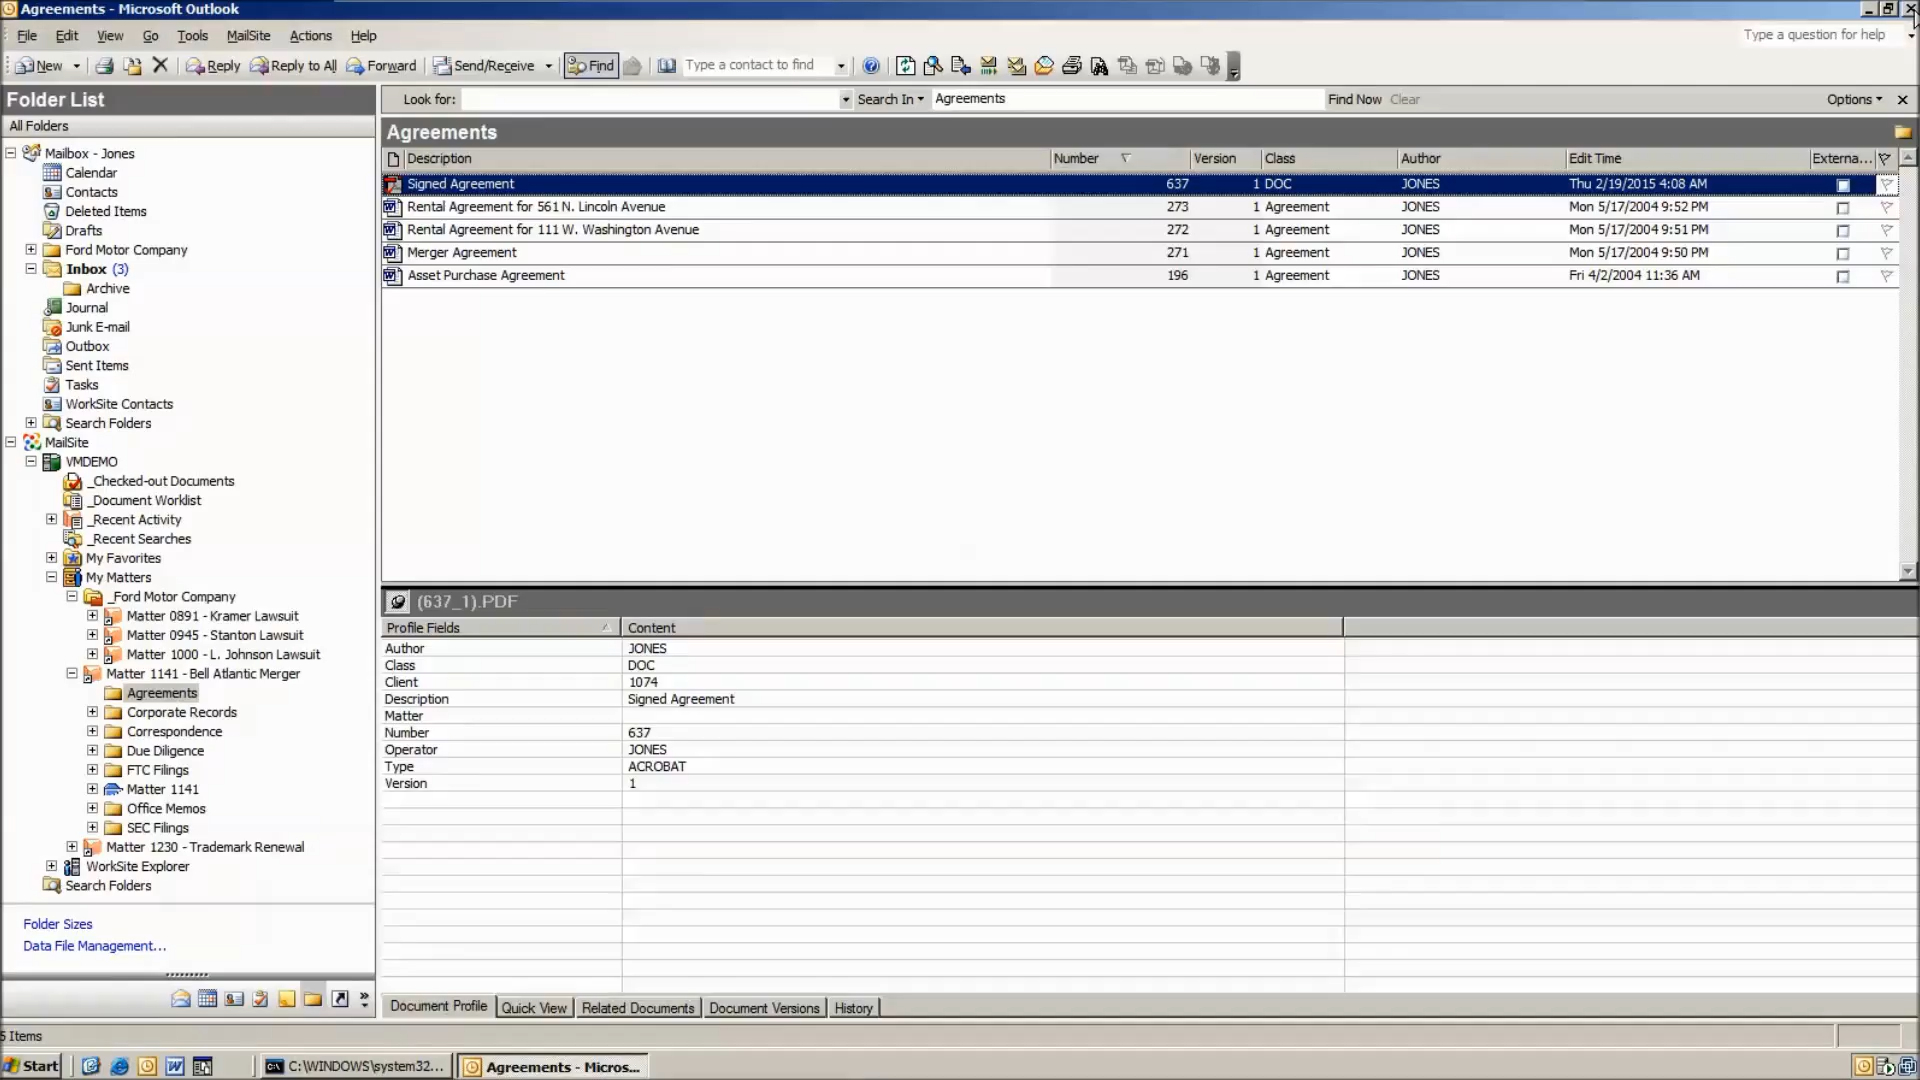 Agreements - Microsoft Outlook
File Edit View Go Tools MailSite Actions Help Type a question for help
New Reply Reply to All Forward Send/Receive Find Type a contact to find
Folder List
Look for: Search In Agreements Find Now Clear Options
All Folders
Agreements
Description Number Version Class Author Edit Time Externa...
Signed Agreement 637 1 DOC JONES Thu 2/19/2015 4:08 AM
Rental Agreement for 561 N. Lincoln Avenue 273 1 Agreement JONES Mon 5/17/2004 9:52 PM
Rental Agreement for 111 W. Washington Avenue 272 1 Agreement JONES Mon 5/17/2004 9:51 PM
Merger Agreement 271 1 Agreement JONES Mon 5/17/2004 9:50 PM
Asset Purchase Agreement 196 1 Agreement JONES Fri 4/2/2004 11:36 AM
Mailbox - Jones
Calendar
Contacts
Deleted Items
Drafts
Ford Motor Company
Inbox (3)
Archive
Journal
Junk E-mail
Outbox
Sent Items
Tasks
WorkSite Contacts
Search Folders
MailSite
VMDEMO
_Checked-out Documents
_Document Worklist
_Recent Activity
_Recent Searches
My Favorites
My Matters
_Ford Motor Company
Matter 0891 - Kramer Lawsuit
Matter 0945 - Stanton Lawsuit
Matter 1000 - L. Johnson Lawsuit
Matter 1141 - Bell Atlantic Merger
Agreements
Corporate Records
Correspondence
Due Diligence
FTC Filings
Matter 1141
Office Memos
SEC Filings
Matter 1230 - Trademark Renewal
WorkSite Explorer
Search Folders
Folder Sizes
Data File Management...
(637_1).PDF
Profile Fields Content
Author JONES
Class DOC
Client 1074
Description Signed Agreement
Matter
Number 637
Operator JONES
Type ACROBAT
Version 1
Document Profile Quick View Related Documents Document Versions History
5 Items
Start C:\WINDOWS\system32... Agreements - Micros...